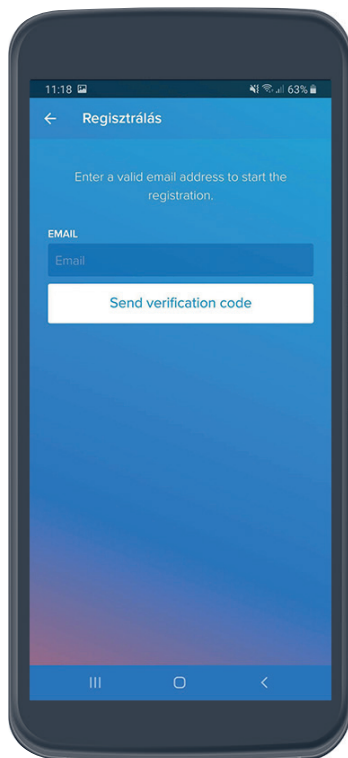 11:18 63%
Regisztrálás
Enter a valid email address to start the
registration.
EMAIL
Email
Send verification code